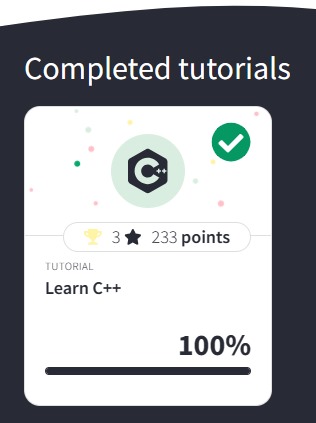 Completed tutorials
C++
3 233 points
TUTORIAL
Learn C++
100%